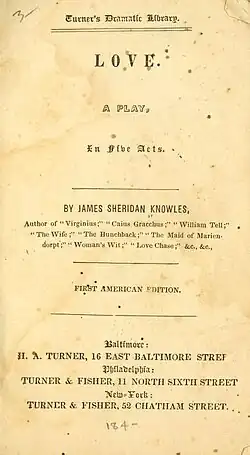 Turner's Dramatic Library.
LOVE.
A PLAY,
In Five Acts.
BY JAMES SHERIDAN KNOWLES,
Author of "Virginius;" "Caius Gracchus;" "William Tell;"
"The Wife;" "The Hunchback;" "The Maid of Marien-
dorpt;" "Woman's Wit;" "Love Chase;" &c., &c.,
FIRST AMERICAN EDITION.
Baltimore:
H. A. TURNER, 16 EAST BALTIMORE STREE
Philadelphia:
TURNER & FISHER, 11 NORTH SIXTH STREET
New-York:
TURNER & FISHER, 52 CHATHAM STREET.
184-